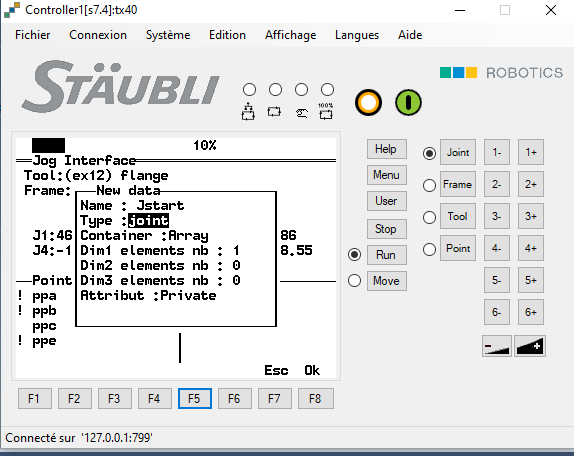 Controller1[s7.4]:tx40
Fichier Connexion Système Edition Affichage Langues Aide
STÄUBLI
ROBOTICS
100%
10%
Jog Interface
Tool:(ex12) flange
Frame:
New data
Name : Jstart
Type :joint
J1:46 Container :Array 86
J4:-1 Dim1 elements nb : 1 8.55
Dim2 elements nb : 0
Point Dim3 elements nb : 0
! ppa Attribut :Private
! ppb
ppc
! ppe
Esc Ok
Help
Menu
User
Stop
Run
Move
Joint 1- 1+
Frame 2- 2+
Tool 3- 3+
Point 4- 4+
5- 5+
6- 6+
- +
F1 F2 F3 F4 F5 F6 F7 F8
Connecté sur '127.0.0.1:799'